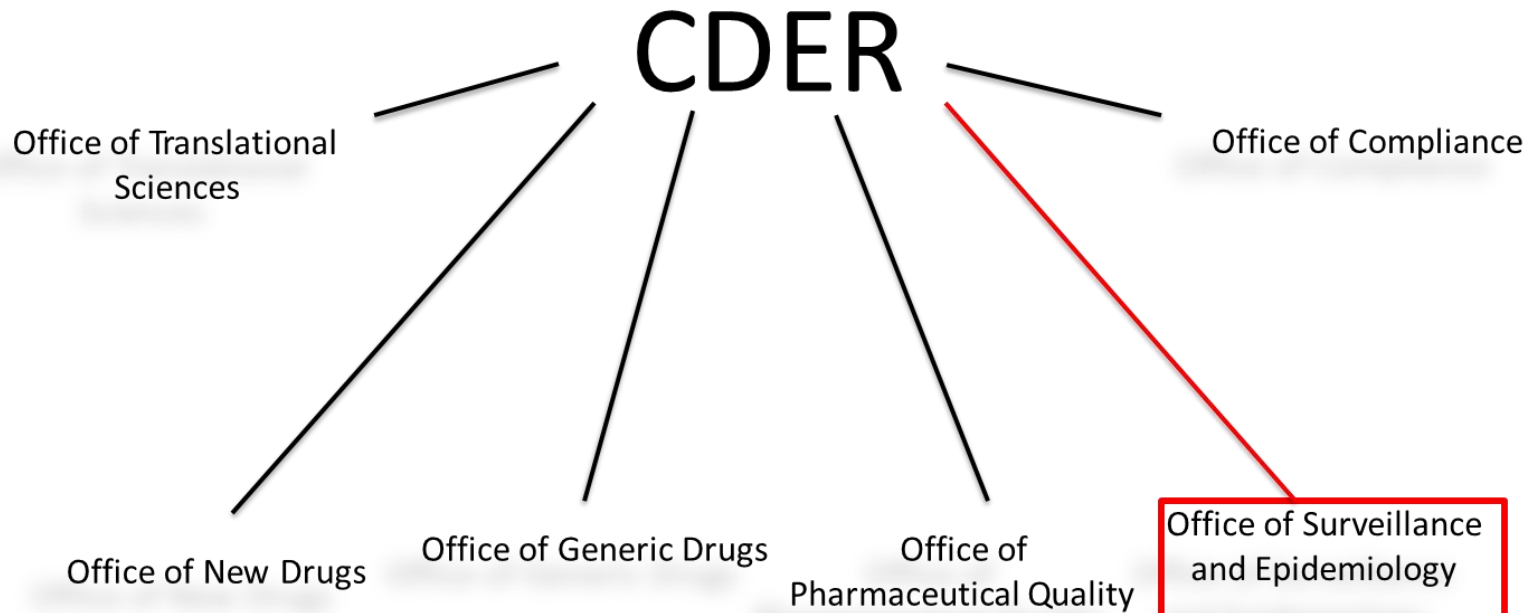 CDER
Office of Translational
Sciences
Office of Compliance
Office of New Drugs
Office of Generic Drugs
Office of
Pharmaceutical Quality
Office of Surveillance
and Epidemiology